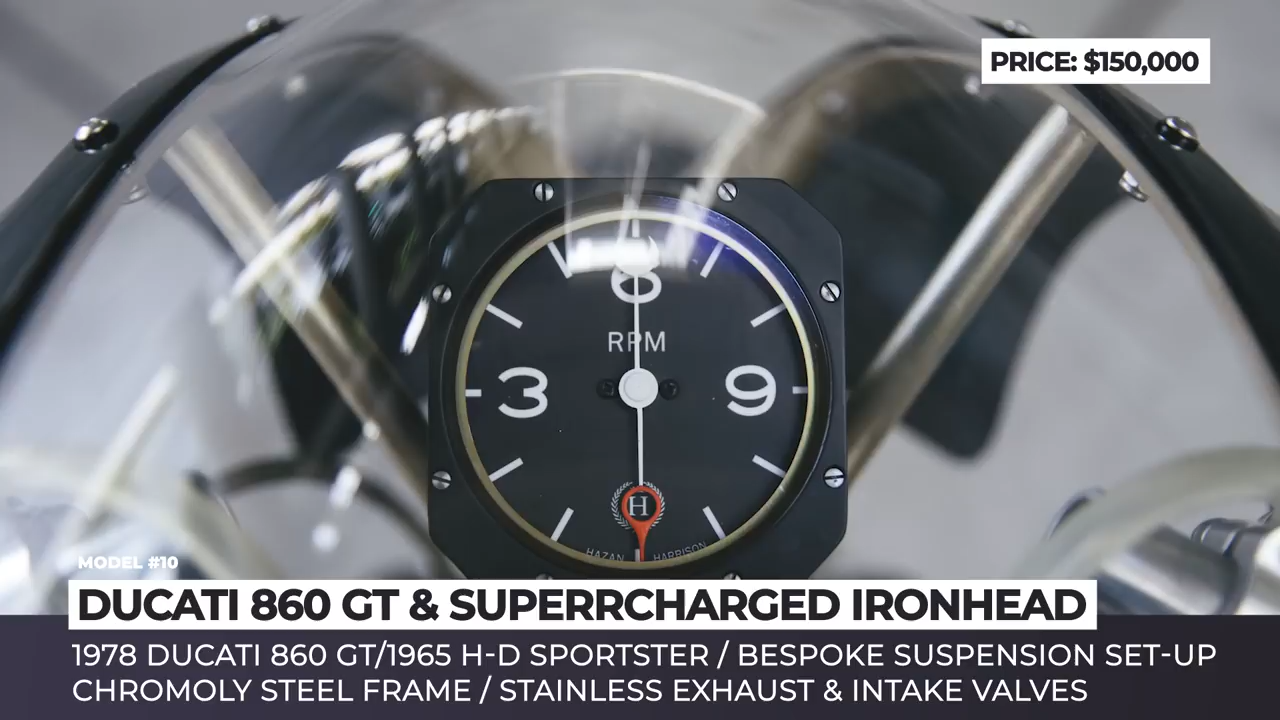 PRICE: $150,000
6
RPM
3
9
H
HAZAN HARRISON
MODEL #10
DUCATI 860 GT & SUPERRCHARGED IRONHEAD
1978 DUCATI 860 GT/1965 H-D SPORTSTER / BESPOKE SUSPENSION SET-UP
CHROMOLY STEEL FRAME / STAINLESS EXHAUST & INTAKE VALVES